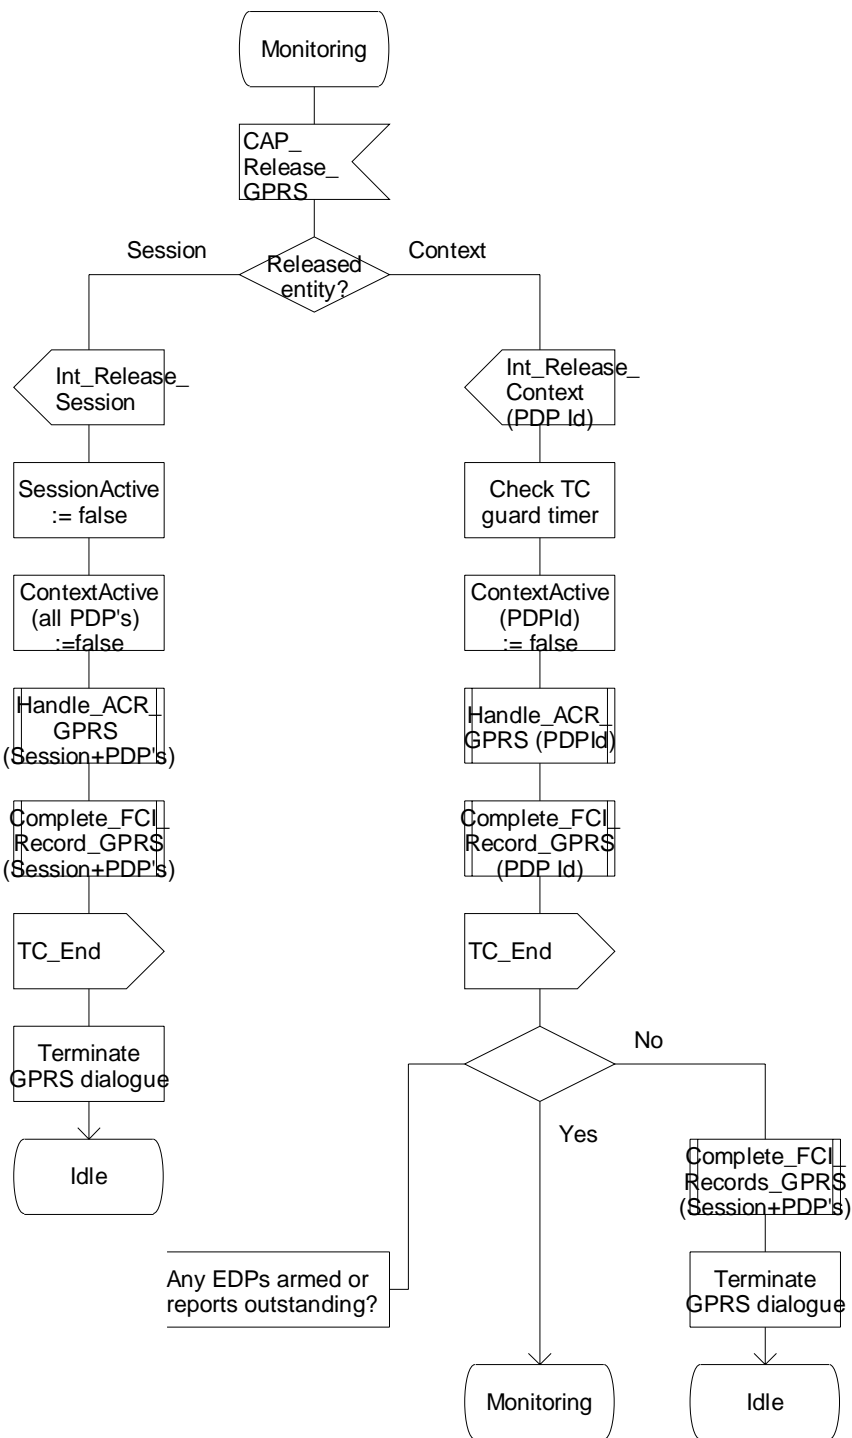 Monitoring
CAP_
Release_
GPRS
Session
Context
Released
entity?
Int_Release_
Session
Int_Release_
Context
(PDP Id)
SessionActive
:= false
Check TC
guard timer
ContextActive
(all PDP's)
:=false
ContextActive
(PDPId)
:= false
Handle_ACR_
GPRS
(Session+PDP's)
Handle_ACR_
GPRS (PDPId)
Complete_FCI_
Record_GPRS
(Session+PDP's)
Complete_FCI_
Record_GPRS
(PDP Id)
TC_End
TC_End
Terminate
GPRS dialogue
No
Yes
Idle
Complete_FCI_
Records_GPRS
(Session+PDP's)
Any EDPs armed or
reports outstanding?
Terminate
GPRS dialogue
Monitoring
Idle